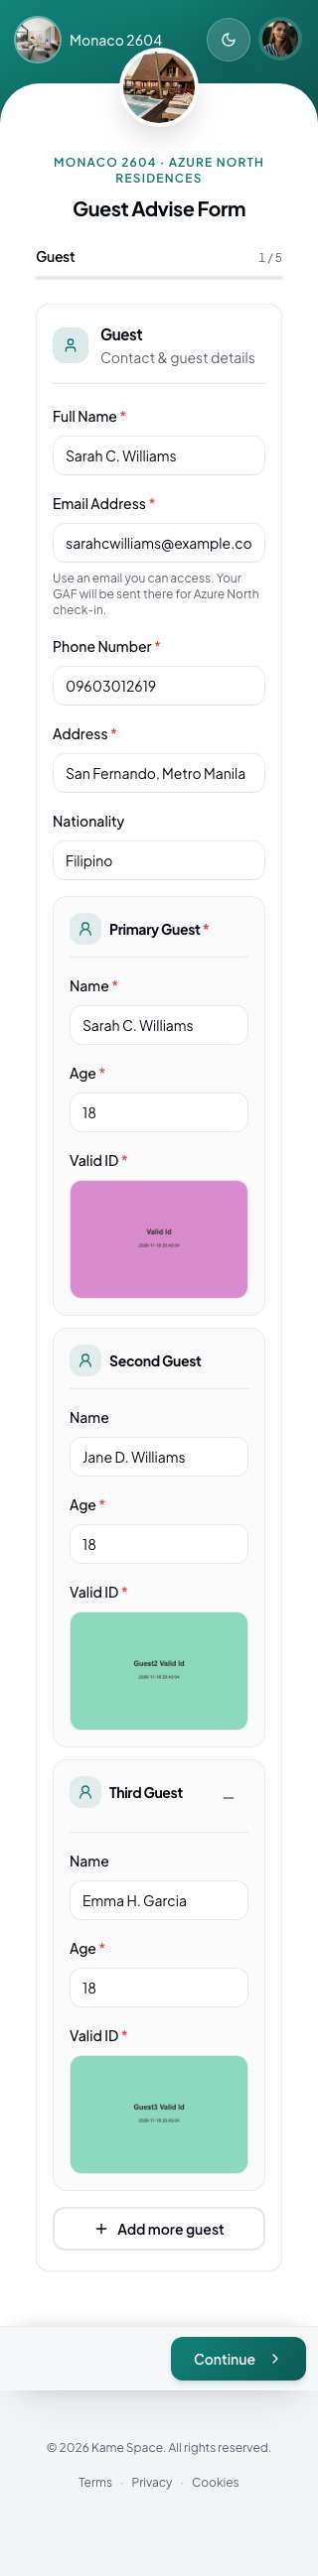 Monaco 2604
MONACO 2604 · AZURE NORTH
RESIDENCES
Guest Advise Form
Guest 1 / 5
Guest
Contact & guest details
Full Name *
Sarah C. Williams
Email Address *
sarahcwilliams@example.co
Use an email you can access. Your
GAF will be sent there for Azure North
check-in.
Phone Number *
09603012619
Address *
San Fernando, Metro Manila
Nationality
Filipino
Primary Guest *
Name *
Sarah C. Williams
Age *
18
Valid ID *
Valid Id
Second Guest
Name
Jane D. Williams
Age *
18
Valid ID *
Guest2 Valid Id
Third Guest
Name
Emma H. Garcia
Age *
18
Valid ID *
Guest3 Valid Id
+ Add more guest
Continue
© 2026 Kame Space. All rights reserved.
Terms · Privacy · Cookies